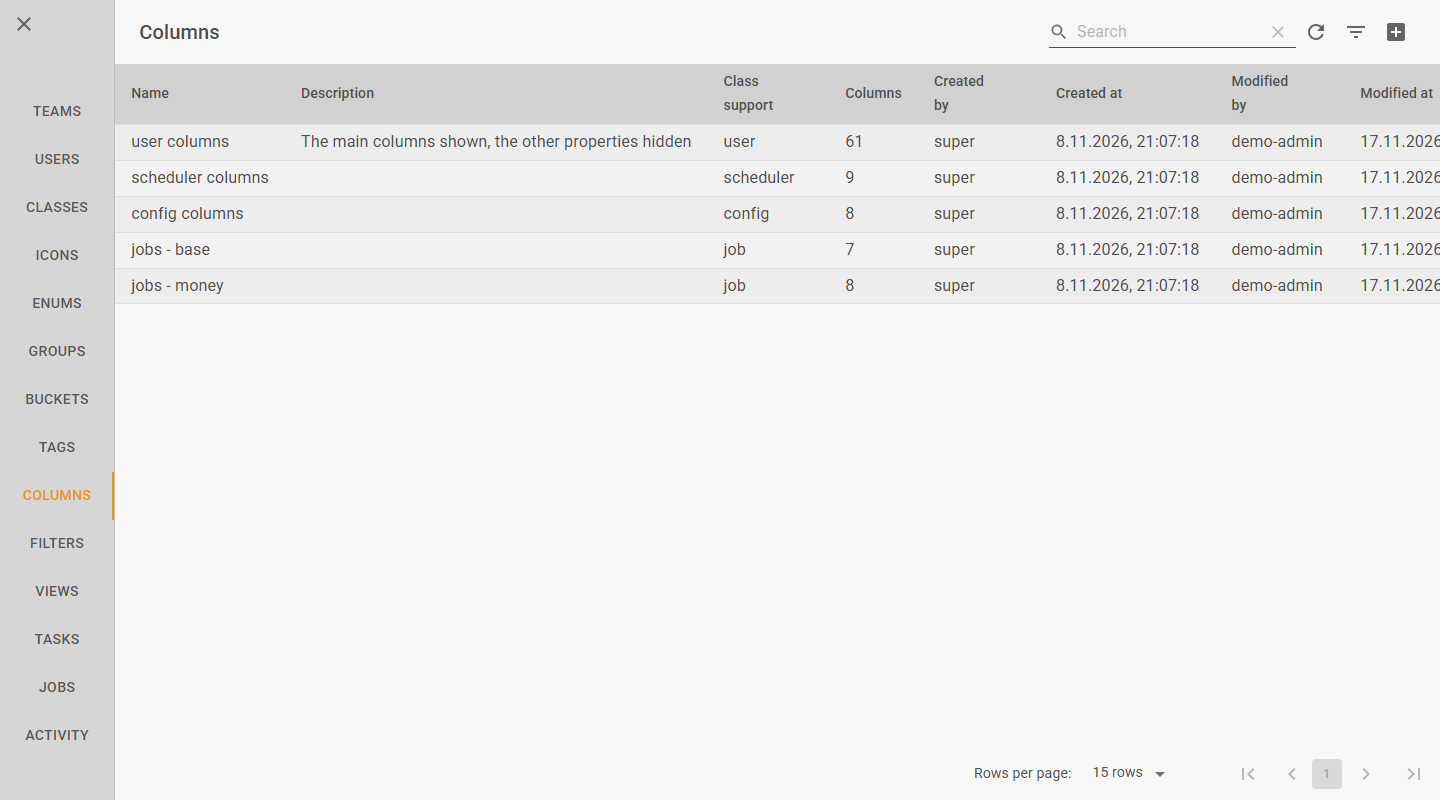 Columns
Search
TEAMS
USERS
CLASSES
ICONS
ENUMS
GROUPS
BUCKETS
TAGS
COLUMNS
FILTERS
VIEWS
TASKS
JOBS
ACTIVITY
Name Description Class support Columns Created by Created at Modified by Modified at
user columns The main columns shown, the other properties hidden user 61 super 8.11.2026, 21:07:18 demo-admin 17.11.2026
scheduler columns scheduler 9 super 8.11.2026, 21:07:18 demo-admin 17.11.2026
config columns config 8 super 8.11.2026, 21:07:18 demo-admin 17.11.2026
jobs - base job 7 super 8.11.2026, 21:07:18 demo-admin 17.11.2026
jobs - money job 8 super 8.11.2026, 21:07:18 demo-admin 17.11.2026
Rows per page: 15 rows 1